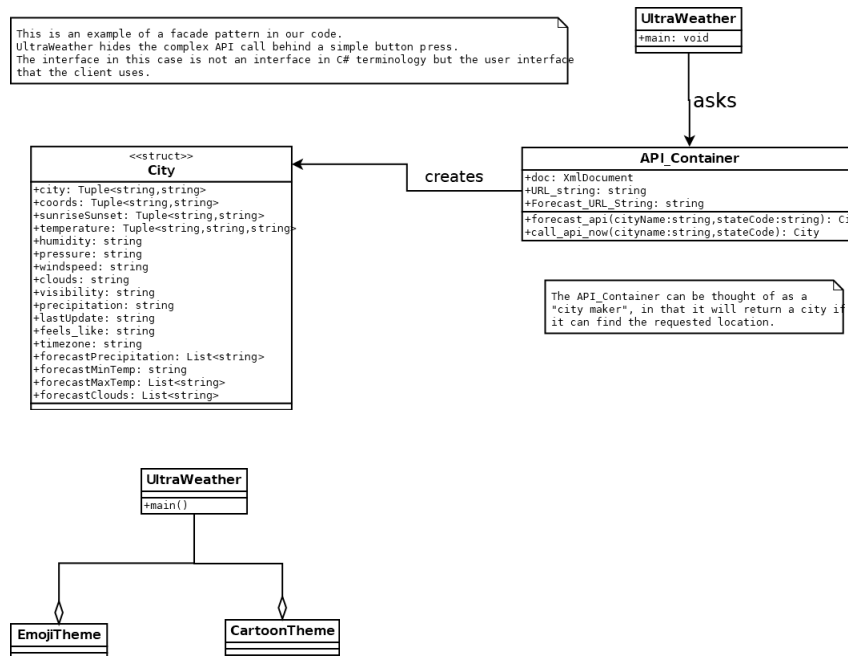 This is an example of a facade pattern in our code.
UltraWeather hides the complex API call behind a simple button press.
The interface in this case is not an interface in C# terminology but the user interface
that the client uses.
UltraWeather
+main: void
asks
API_Container
+doc: XmlDocument
+URL_string: string
+Forecast_URL_String: string
+forecast_api(cityName:string,stateCode:string): Ci
+call_api_now(cityname:string,stateCode): City
creates
<<struct>>
City
+city: Tuple<string,string>
+coords: Tuple<string,string>
+sunriseSunset: Tuple<string,string>
+temperature: Tuple<string,string,string>
+humidity: string
+pressure: string
+windspeed: string
+clouds: string
+visibility: string
+precipitation: string
+lastUpdate: string
+feels_like: string
+timezone: string
+forecastPrecipitation: List<string>
+forecastMinTemp: string
+forecastMaxTemp: List<string>
+forecastClouds: List<string>
The API_Container can be thought of as a
"city maker", in that it will return a city if
it can find the requested location.
UltraWeather
+main()
EmojiTheme
CartoonTheme